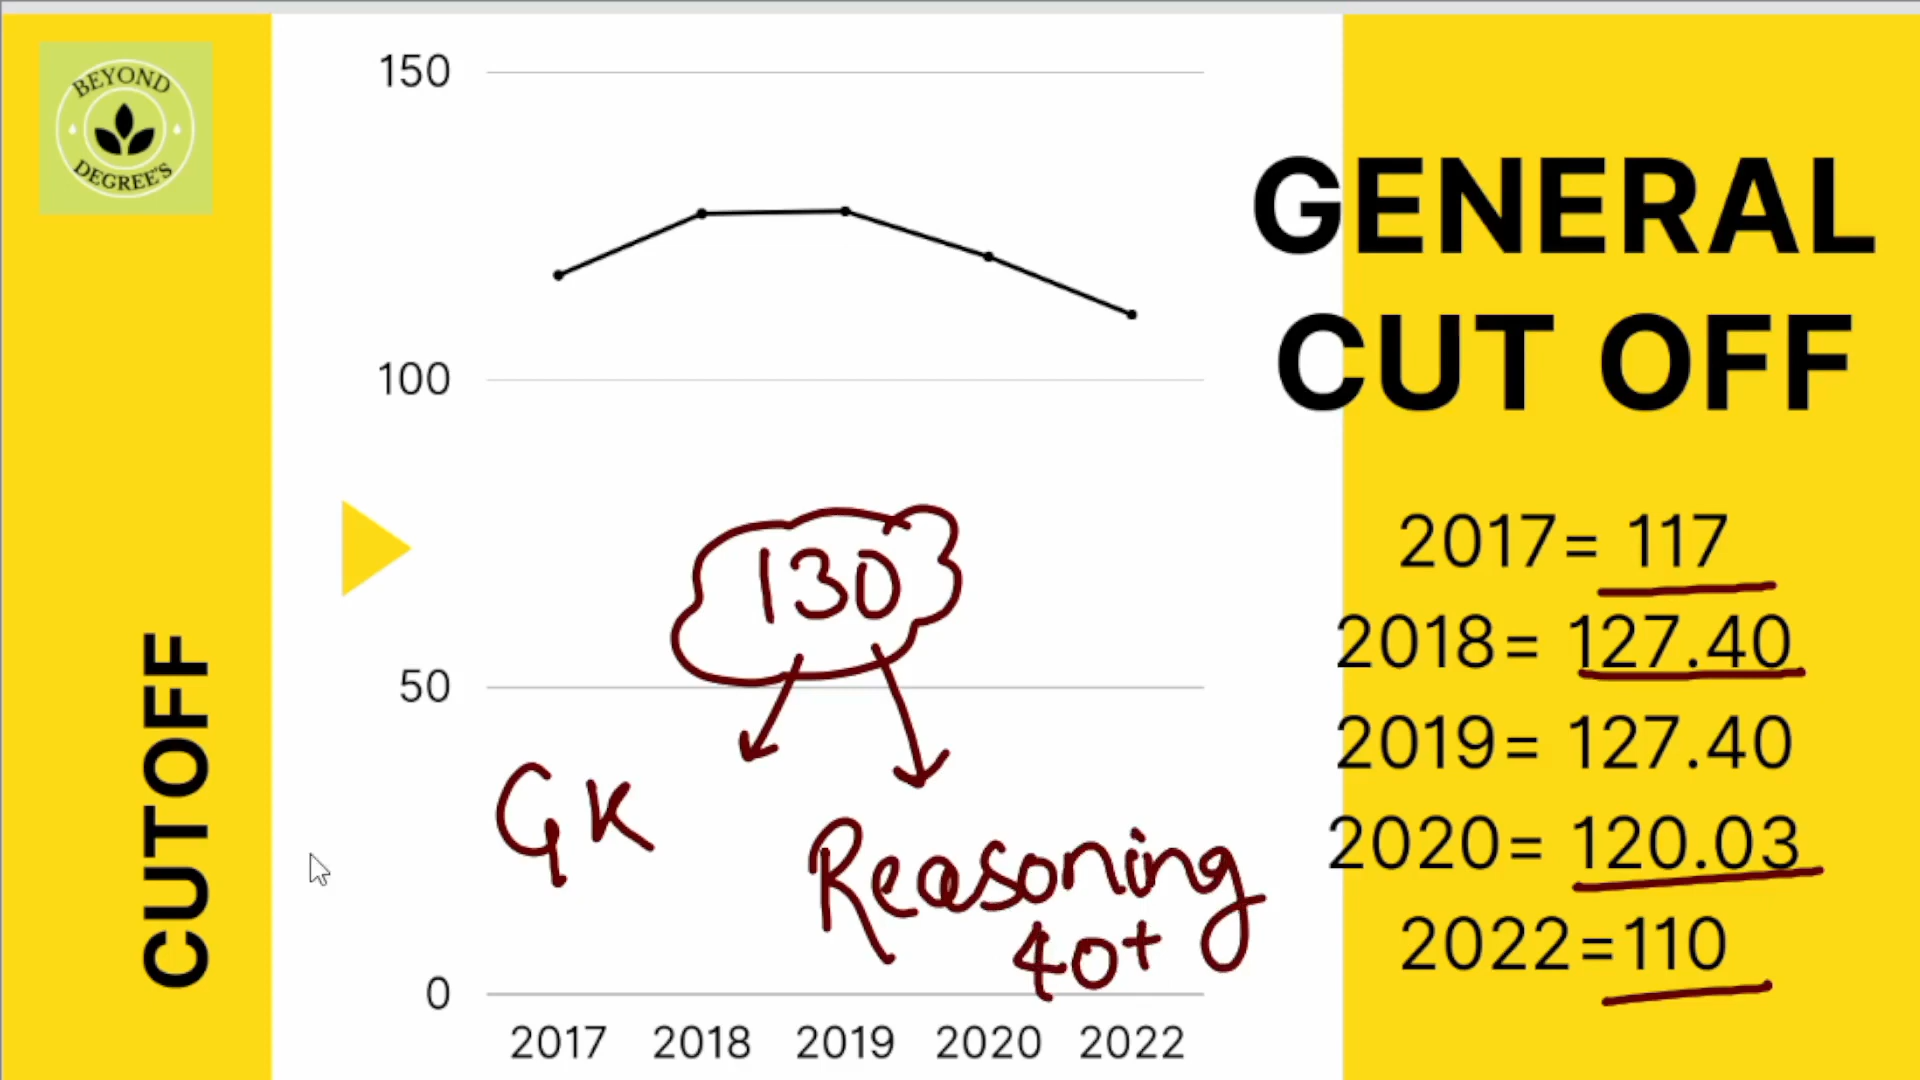 BEYOND
DEGREE'S
CUTOFF
150
100
50
0
2017 2018 2019 2020 2022
130
GK
Reasoning
40+
GENERAL
CUT OFF
2017= 117
2018= 127.40
2019= 127.40
2020= 120.03
2022=110